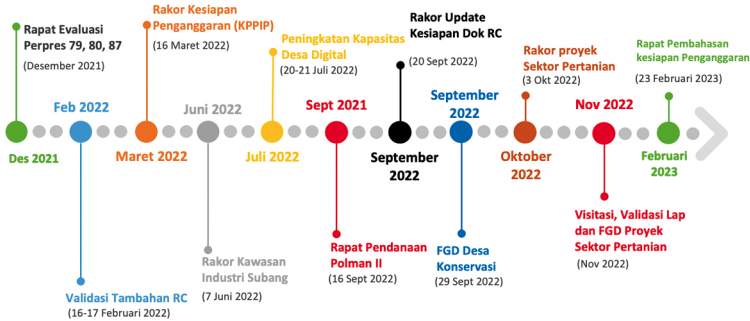 Rapat Evaluasi
Perpres 79, 80, 87
(Desember 2021)
Des 2021
Feb 2022
Validasi Tambahan RC
(16-17 Februari 2022)
Rakor Kesiapan
Penganggaran (KPPIP)
(16 Maret 2022)
Maret 2022
Juni 2022
Rakor Kawasan
Industri Subang
(7 Juni 2022)
Peningkatan Kapasitas
Desa Digital
(20-21 Juli 2022)
Juli 2022
Sept 2021
Rapat Pendanaan
Polman II
(16 Sept 2022)
Rakor Update
Kesiapan Dok RC
(20 Sept 2022)
September
2022
September
2022
FGD Desa
Konservasi
(29 Sept 2022)
Rakor proyek
Sektor Pertanian
(3 Okt 2022)
Oktober
2022
Nov 2022
Visitasi, Validasi Lap
dan FGD Proyek
Sektor Pertanian
(Nov 2022)
Rapat Pembahasan
kesiapan Penganggaran
(23 Februari 2023)
Februari
2023